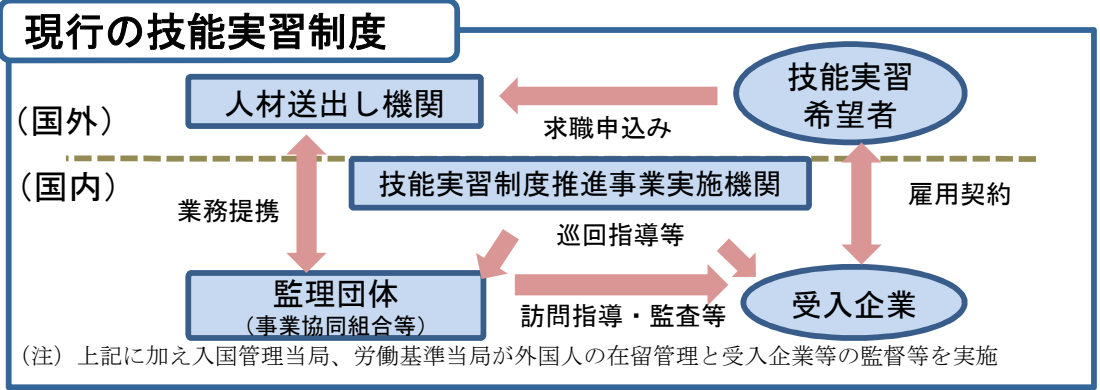 現行の技能実習制度
(国外)
人材送出し機関
求職申込み
技能実習
希望者
(国内)
技能実習制度推進事業実施機関
業務提携
巡回指導等
雇用契約
監理団体
(事業協同組合等)
訪問指導・監査等
受入企業
(注) 上記に加え入国管理当局、労働基準当局が外国人の在留管理と受入企業等の監督等を実施